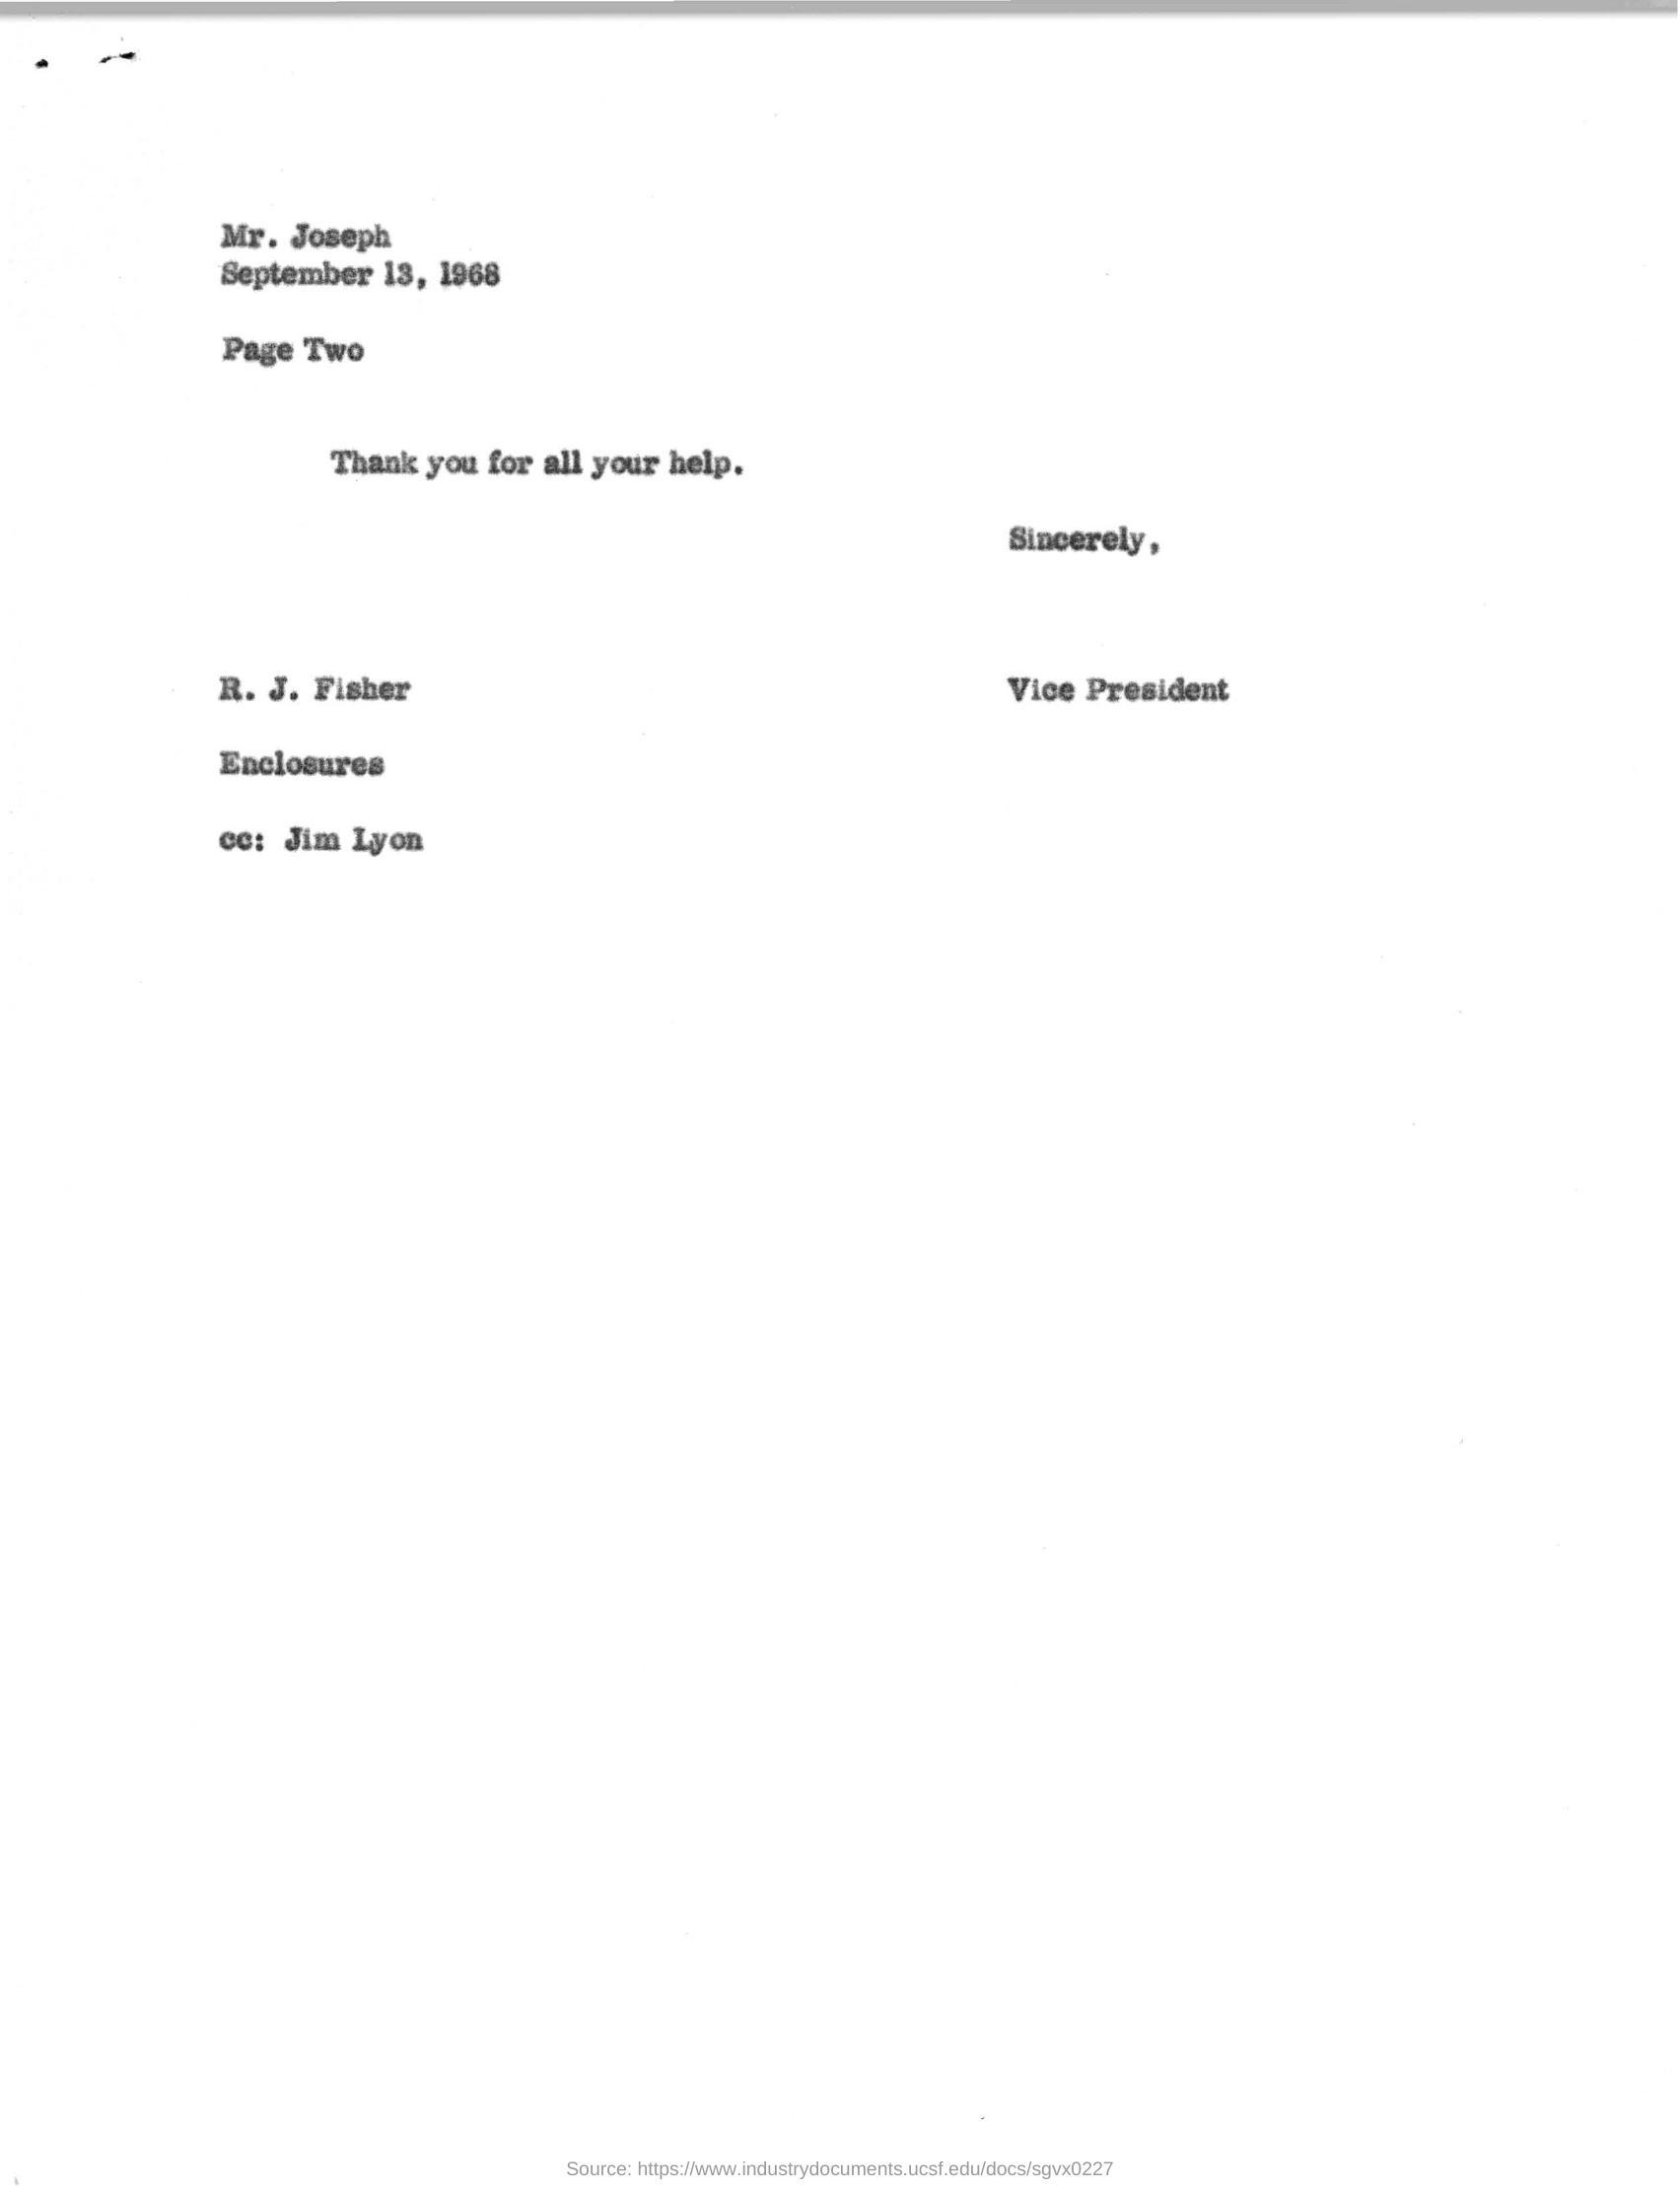 Mr. Joseph
September 13, 1968
Page Two
Thank you for all your help.
Sincerely,
R. J. Fisher
Vice President
Enclosures
cc: Jim Lyon
Source: https://www.industrydocuments.ucsf.edu/docs/sgvx0227